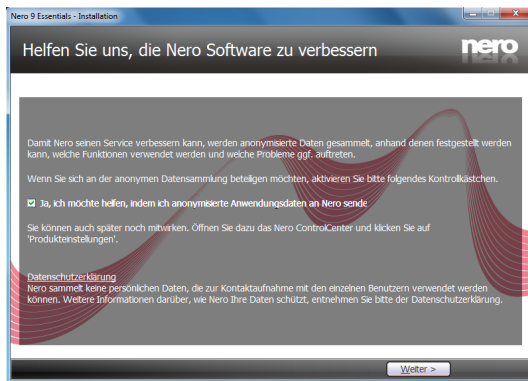 Nero 9 Essentials - Installation
Helfen Sie uns, die Nero Software zu verbessern
nero
Damit Nero seinen Service verbessern kann, werden anonymisierte Daten gesammelt, anhand denen festgestellt werden
kann, welche Funktionen verwendet werden und welche Probleme ggf. auftreten.
Wenn Sie sich an der anonymen Datensammlung beteiligen möchten, aktivieren Sie bitte folgendes Kontrollkästchen.
Ja, ich möchte helfen, indem ich anonymisierte Anwendungsdaten an Nero sende
Sie können auch später noch mitwirken. Öffnen Sie dazu das Nero ControlCenter und klicken Sie auf
'Produkteinstellungen'.
Datenschutzerklärung
Nero sammelt keine persönlichen Daten, die zur Kontaktaufnahme mit den einzelnen Benutzern verwendet werden
können. Weitere Informationen darüber, wie Nero Ihre Daten schützt, entnehmen Sie bitte der Datenschutzerklärung.
Weiter >